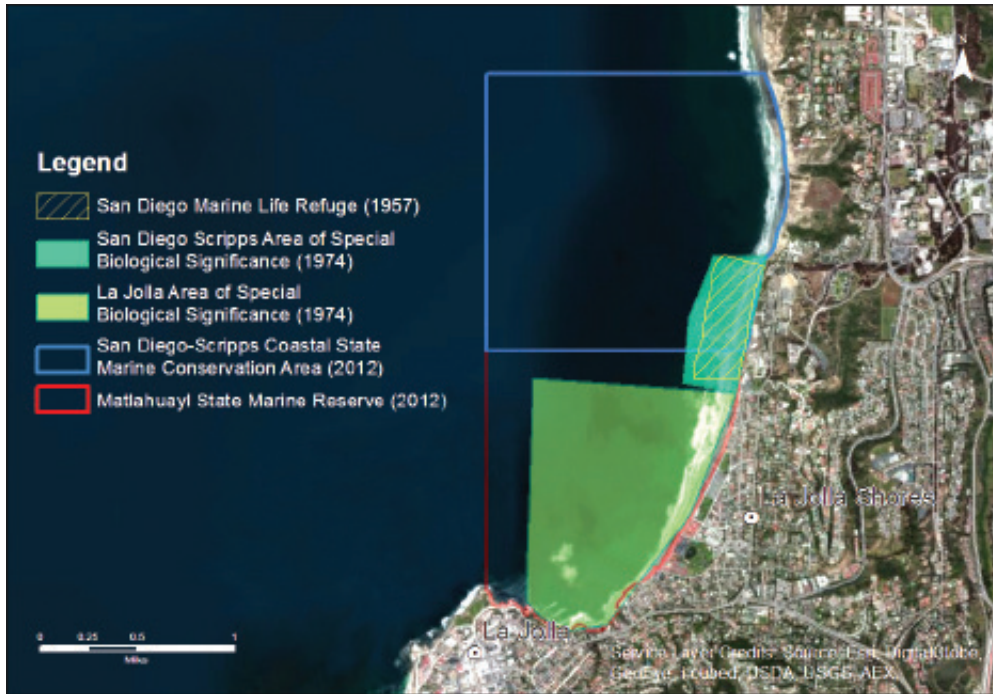 Legend
San Diego Marine Life Refuge (1957)
San Diego Scripps Area of Special
Biological Significance (1974)
La Jolla Area of Special
Biological Significance (1974)
San Diego-Scripps Coastal State
Marine Conservation Area (2012)
Matlahuayl State Marine Reserve (2012)
La Jolla Shores
La Jolla
0 0.25 0.5 1
Miles
Service Layer Credits: Source: Esri, DigitalGlobe,
GeoEye, i-cubed, USDA, USGS, AEX,